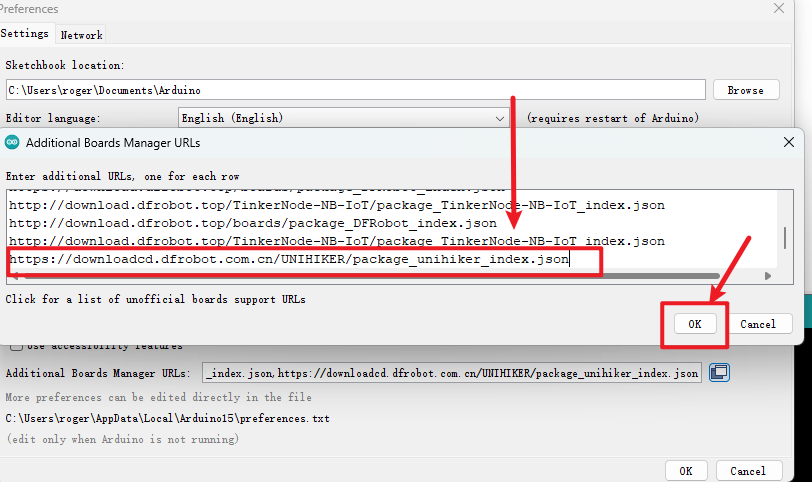 Preferences
Settings
Network
Sketchbook location:
C:\Users\roger\Documents\Arduino
Browse
Editor language:
English (English)
(requires restart of Arduino)
Additional Boards Manager URLs
Enter additional URLs, one for each row
http://download.dfrobot.top/TinkerNode-NB-IoT/package_TinkerNode-NB-IoT_index.json
http://download.dfrobot.top/boards/package_DFRobot_index.json
http://download.dfrobot.top/TinkerNode-NB-IoT/package_TinkerNode-NB-IoT_index.json
https://downloadcd.dfrobot.com.cn/UNIHIKER/package_unihiker_index.json
Click for a list of unofficial boards support URLs
OK
Cancel
Use accessibility features
Additional Boards Manager URLs:
_index.json,https://downloadcd.dfrobot.com.cn/UNIHIKER/package_unihiker_index.json
More preferences can be edited directly in the file
C:\Users\roger\AppData\Local\Arduino15\preferences.txt
(edit only when Arduino is not running)
OK
Cancel